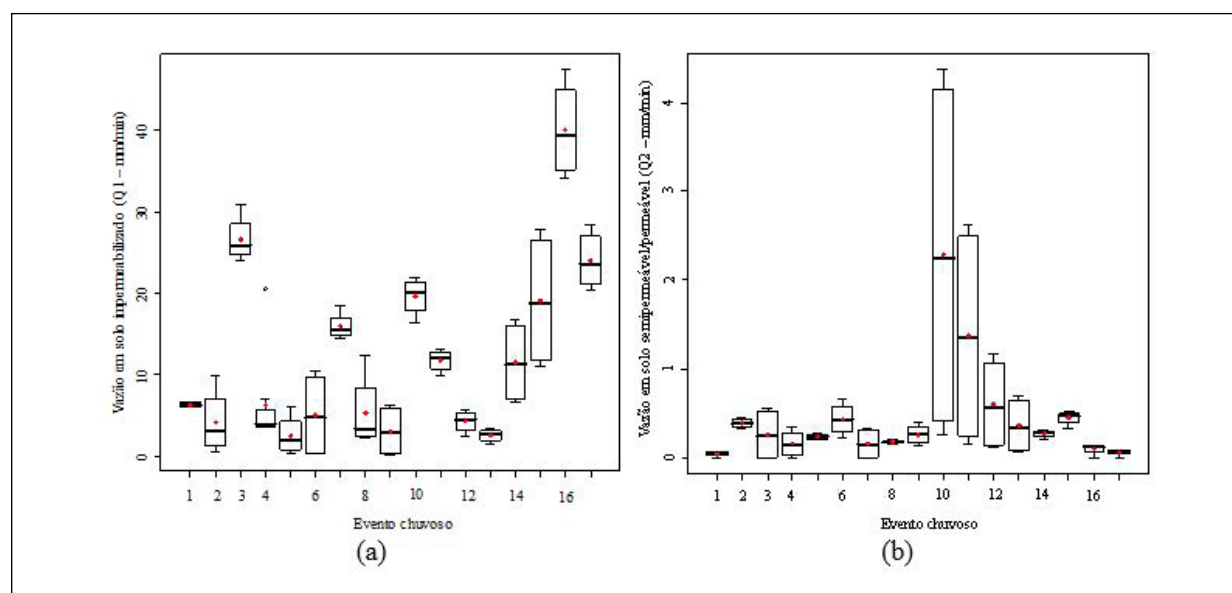 Vazão em solo impermeabilizado (Q1 – mm/min)
40
30
20
10
0
1 2 3 4 6 8 10 12 14 16
Evento chuvoso
(a)
Vazão em solo semipermeável/permeável (Q2 – mm/min)
4
3
2
1
0
1 2 3 4 6 8 10 12 14 16
Evento chuvoso
(b)